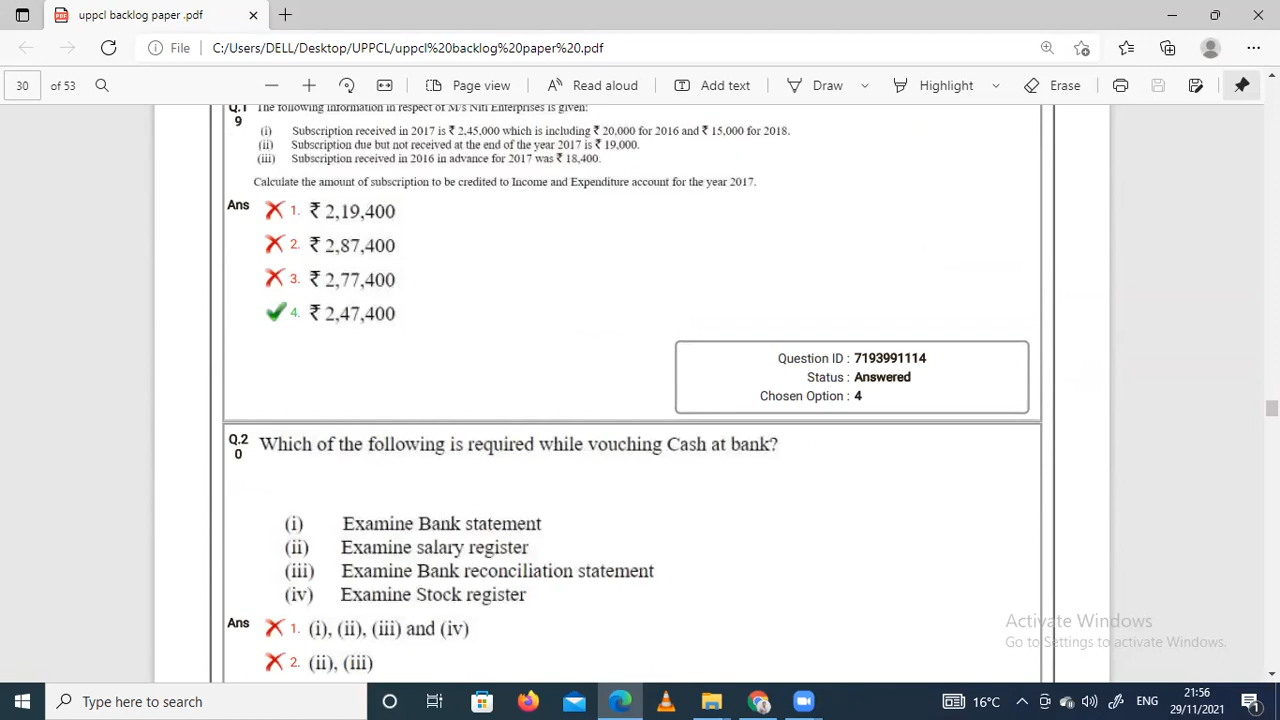 uppcl backlog paper .pdf
File C:/Users/DELL/Desktop/UPPCL/uppcl%20backlog%20paper%20.pdf
30 of 53 Page view Read aloud Add text Draw Highlight Erase
Q.1 The following information in respect of M/s Niti Enterprises is given:
9
(i) Subscription received in 2017 is ₹ 2,45,000 which is including ₹ 20,000 for 2016 and ₹ 15,000 for 2018.
(ii) Subscription due but not received at the end of the year 2017 is ₹ 19,000.
(iii) Subscription received in 2016 in advance for 2017 was ₹ 18,400.
Calculate the amount of subscription to be credited to Income and Expenditure account for the year 2017.
Ans 1. ₹ 2,19,400
2. ₹ 2,87,400
3. ₹ 2,77,400
4. ₹ 2,47,400
Question ID : 7193991114
Status : Answered
Chosen Option : 4
Q.2 Which of the following is required while vouching Cash at bank?
0
(i) Examine Bank statement
(ii) Examine salary register
(iii) Examine Bank reconciliation statement
(iv) Examine Stock register
Ans 1. (i), (ii), (iii) and (iv)
2. (ii), (iii)
Activate Windows
Go to Settings to activate Windows.
Type here to search
16°C ENG 21:56
29/11/2021
1